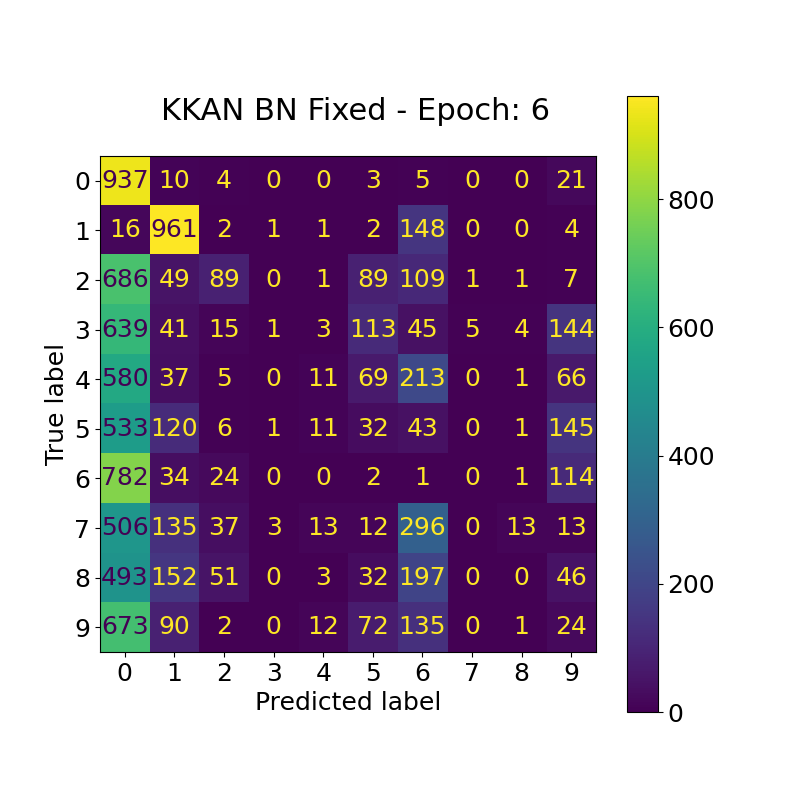 KKAN BN Fixed - Epoch: 6
0 937 10 4 0 0 3 5 0 0 21
1 16 961 2 1 1 2 148 0 0 4
2 686 49 89 0 1 89 109 1 1 7
3 639 41 15 1 3 113 45 5 4 144
4 580 37 5 0 11 69 213 0 1 66
5 533 120 6 1 11 32 43 0 1 145
6 782 34 24 0 0 2 1 0 1 114
7 506 135 37 3 13 12 296 0 13 13
8 493 152 51 0 3 32 197 0 0 46
9 673 90 2 0 12 72 135 0 1 24
0 1 2 3 4 5 6 7 8 9
Predicted label
True label
800
600
400
200
0